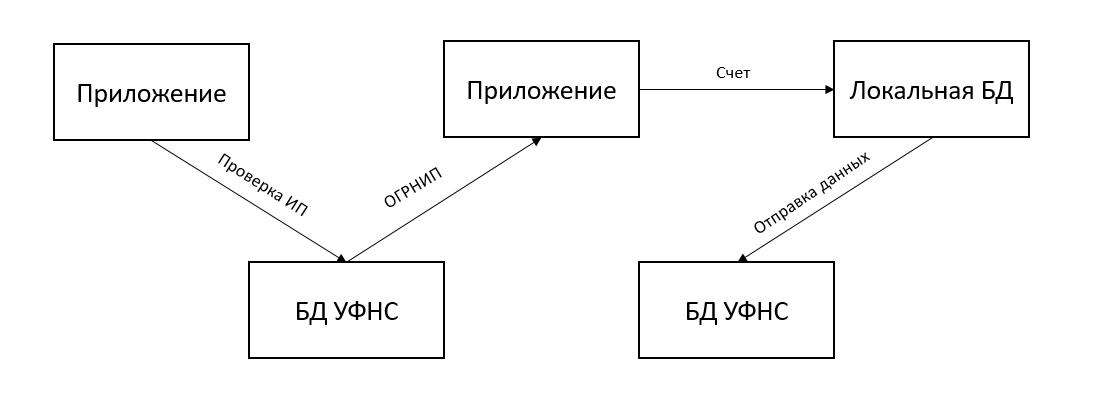 Приложение
Проверка ИП
БД УФНС
ОГРНИП
Приложение
Счет
Локальная БД
Отправка данных
БД УФНС